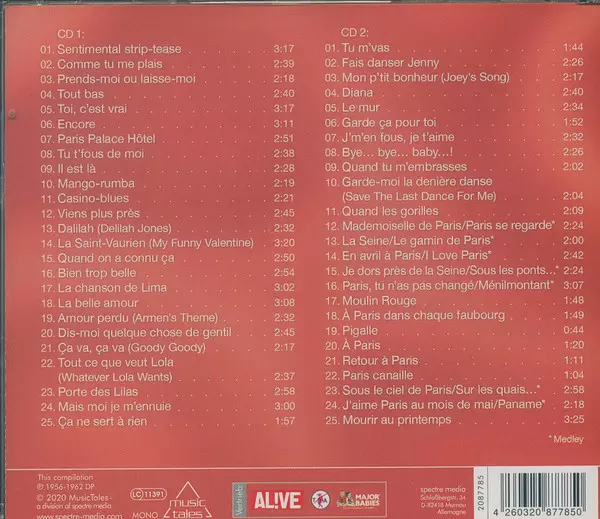 CD 1:
01. Sentimental strip-tease 3:17
02. Comme tu me plais 2:39
03. Prends-moi ou laisse-moi 2:18
04. Tout bas 2:40
05. Toi, c'est vrai 3:17
06. Encore 3:11
07. Paris Palace Hôtel 2:51
08. Tu t'fous de moi 2:38
09. Il est là 2:28
10. Mango-rumba 2:19
11. Casino-blues 2:21
12. Viens plus près 2:45
13. Dalilah (Delilah Jones) 2:32
14. La Saint-Vaurien (My Funny Valentine) 3:20
15. Quand on a connu ça 2:50
16. Bien trop belle 2:54
17. La chanson de Lima 3:02
18. La belle amour 3:08
19. Amour perdu (Armen's Theme) 2:32
20. Dis-moi quelque chose de gentil 2:45
21. Ça va, ça va (Goody Goody) 2:17
22. Tout ce que veut Lola
(Whatever Lola Wants) 2:37
23. Porte des Lilas 2:58
24. Mais moi je m'ennuie 3:00
25. Ça ne sert à rien 1:57
CD 2:
01. Tu m'vas 1:44
02. Fais danser Jenny 2:26
03. Mon p'tit bonheur (Joey's Song) 2:17
04. Diana 2:40
05. Le mur 2:34
06. Garde ça pour toi 1:52
07. J'm'en fous, je t'aime 2:32
08. Bye... bye... baby...! 2:26
09. Quand tu m'embrasses 2:02
10. Garde-moi la denière danse
(Save The Last Dance For Me) 2:04
11. Quand les gorilles 2:09
12. Mademoiselle de Paris/Paris se regarde* 2:24
13. La Seine/Le gamin de Paris* 2:00
14. En avril à Paris/I Love Paris* 2:42
15. Je dors près de la Seine/Sous les ponts...* 2:24
16. Paris, tu n'as pas changé/Ménilmontant* 3:07
17. Moulin Rouge 1:48
18. À Paris dans chaque faubourg 1:49
19. Pigalle 0:44
20. À Paris 1:20
21. Retour à Paris 1:11
22. Paris canaille 1:04
23. Sous le ciel de Paris/Sur les quais...* 2:58
24. J'aime Paris au mois de mai/Paname* 2:18
25. Mourir au printemps 3:25
* Medley
This compilation
℗ 1956-1962 DP
© 2020 MusicTales -
a division of spectre media
www.spectre-media.com
LC 11391
MONO
music tales
Vertrieb:
AL!VE
MAJOR BABIES
spectre media
Schloßbergstr. 34
D-82418 Murnau
Allemagne
2087785
4 260320 877850